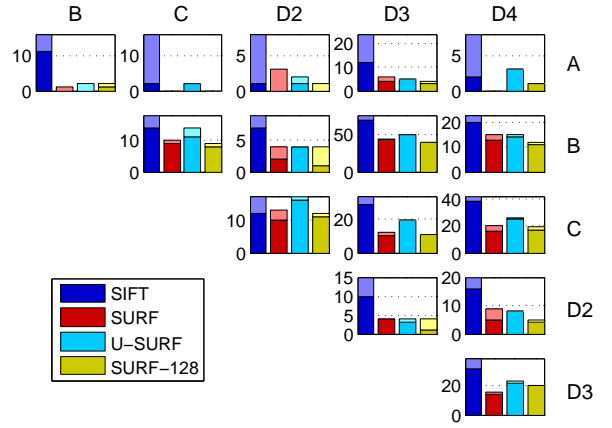 B C D2 D3 D4
10 0 10 0 5 0 20 10 0 5 0 A
10 0 5 0 50 0 20 10 0 B
10 0 20 0 40 20 0 C
15 10 5 0 20 10 0 D2
20 0 D3
SIFT
SURF
U-SURF
SURF-128